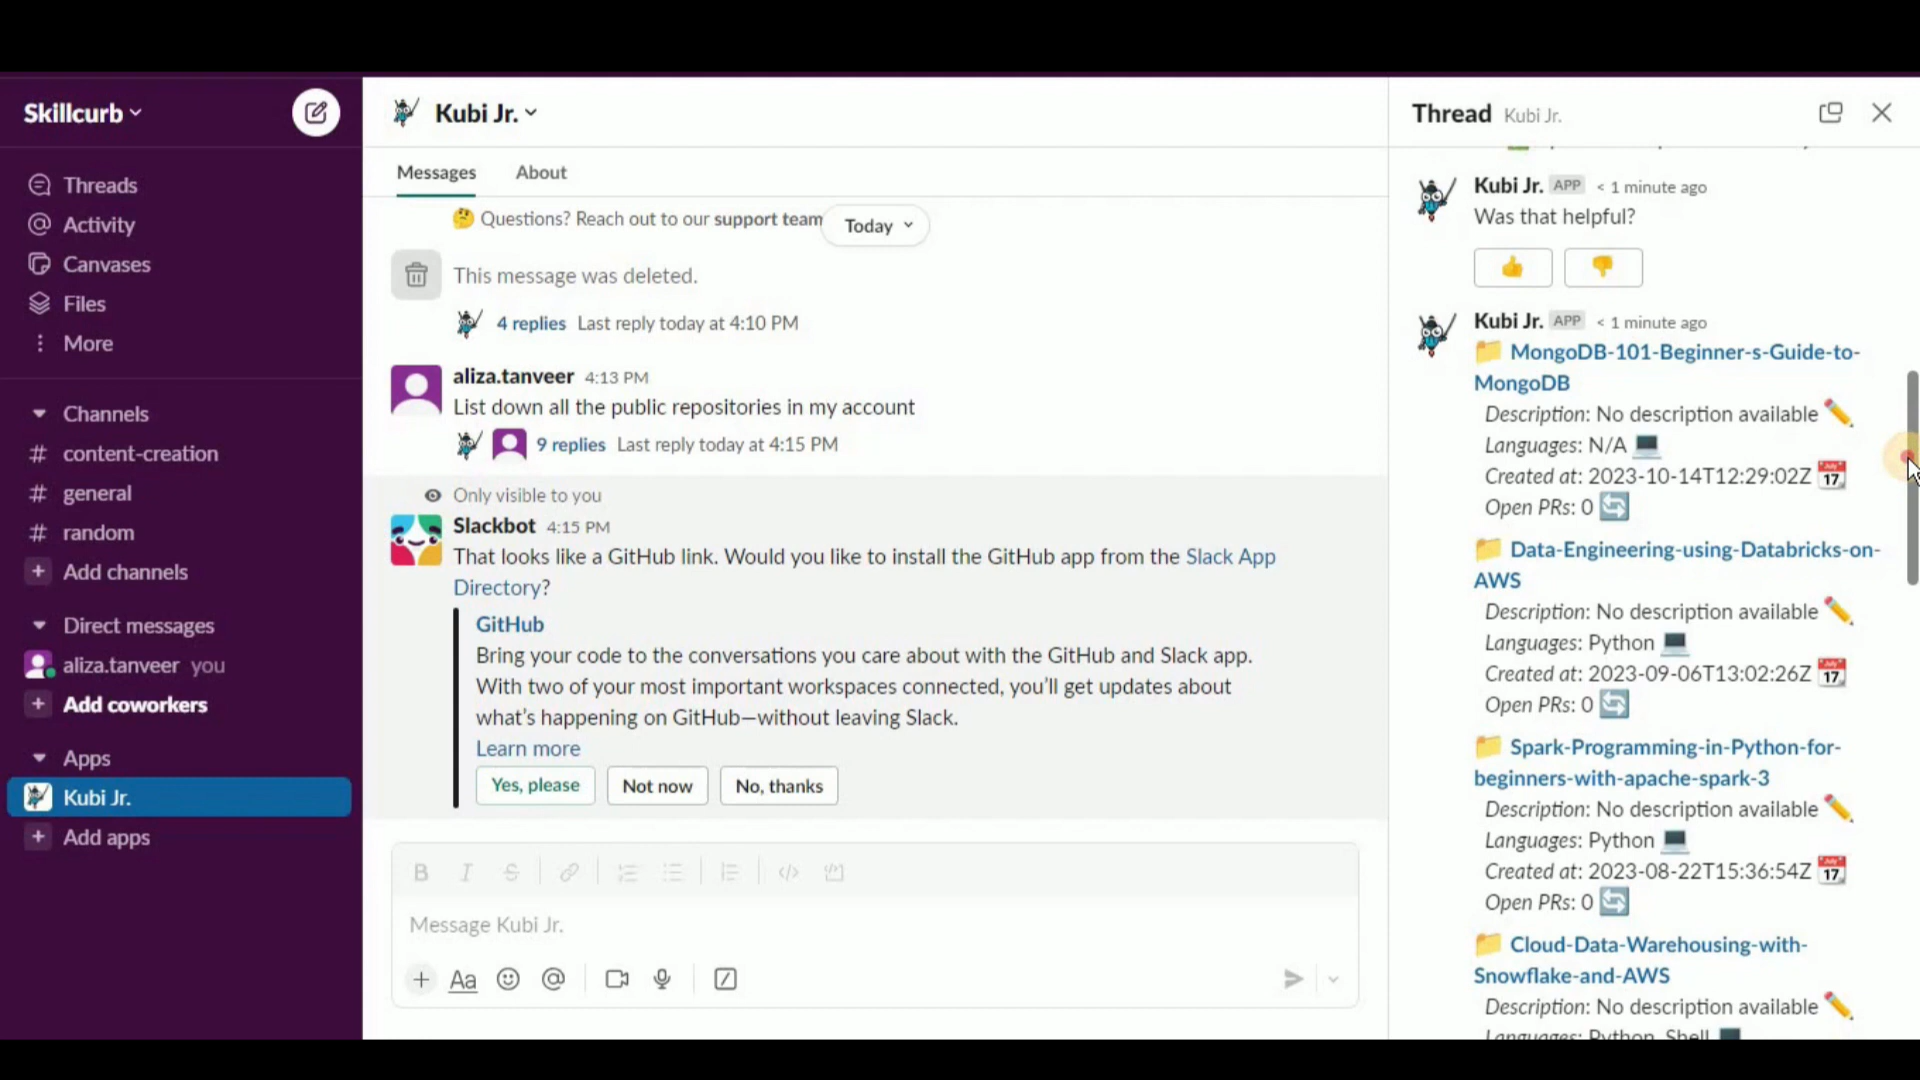 Skillcurb
Threads
Activity
Canvases
Files
More
Channels
# content-creation
# general
# random
+ Add channels
Direct messages
aliza.tanveer you
+ Add coworkers
Apps
Kubi Jr.
+ Add apps
Kubi Jr.
Messages About
Questions? Reach out to our support team
Today
This message was deleted.
4 replies Last reply today at 4:10 PM
aliza.tanveer 4:13 PM
List down all the public repositories in my account
9 replies Last reply today at 4:15 PM
Only visible to you
Slackbot 4:15 PM
That looks like a GitHub link. Would you like to install the GitHub app from the Slack App
Directory?
GitHub
Bring your code to the conversations you care about with the GitHub and Slack app.
With two of your most important workspaces connected, you'll get updates about
what's happening on GitHub—without leaving Slack.
Learn more
Yes, please Not now No, thanks
B I S
Message Kubi Jr.
+ Aa @
Thread Kubi Jr.
Kubi Jr. APP < 1 minute ago
Was that helpful?
Kubi Jr. APP < 1 minute ago
MongoDB-101-Beginner-s-Guide-to-
MongoDB
Description: No description available
Languages: N/A
Created at: 2023-10-14T12:29:02Z
Open PRs: 0
Data-Engineering-using-Databricks-on-
AWS
Description: No description available
Languages: Python
Created at: 2023-09-06T13:02:26Z
Open PRs: 0
Spark-Programming-in-Python-for-
beginners-with-apache-spark-3
Description: No description available
Languages: Python
Created at: 2023-08-22T15:36:54Z
Open PRs: 0
Cloud-Data-Warehousing-with-
Snowflake-and-AWS
Description: No description available
Languages: Python, Shell